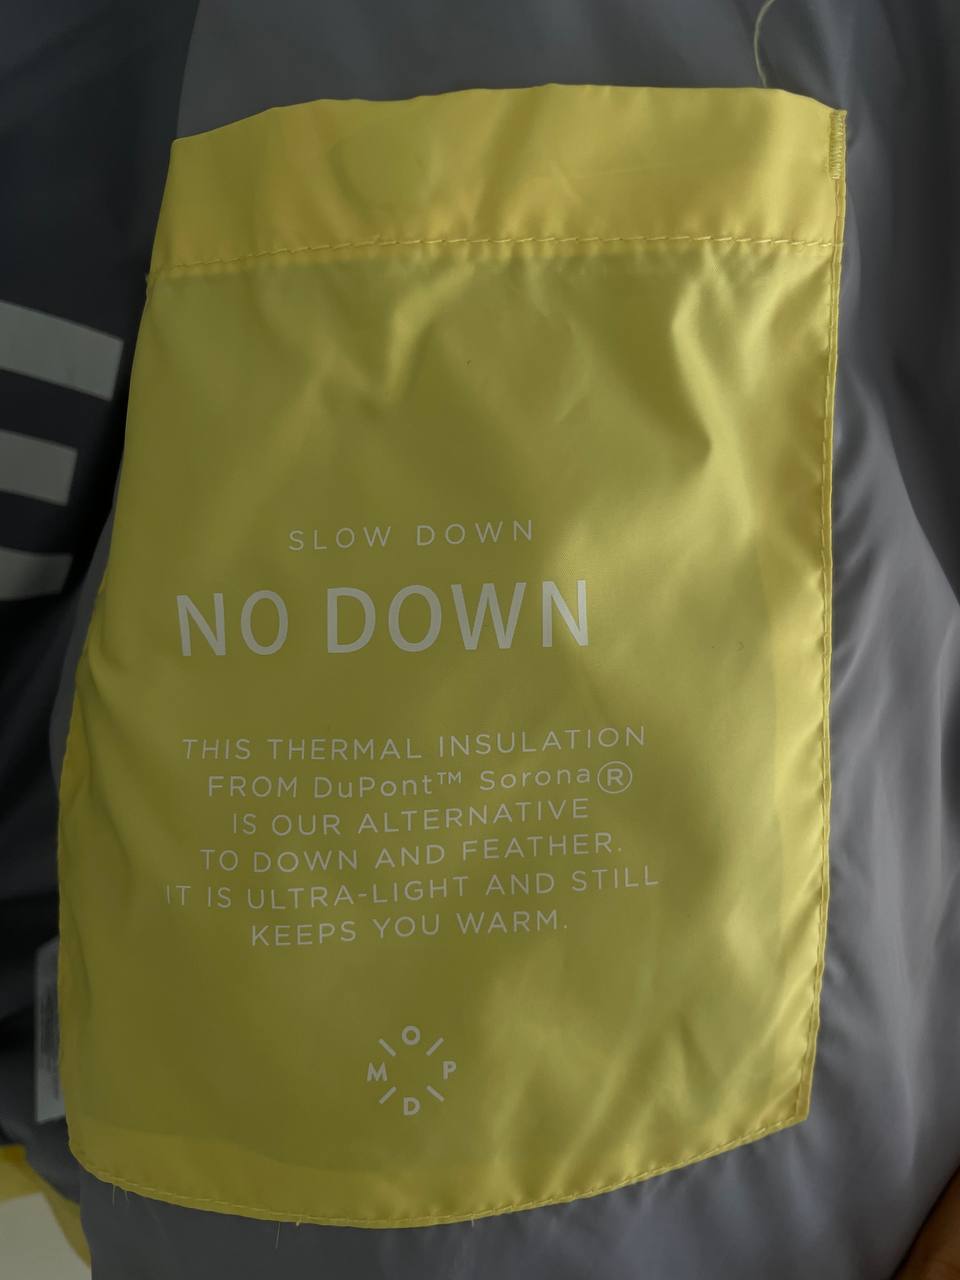 SLOW DOWN
NO DOWN
THIS THERMAL INSULATION
FROM DuPont™ Sorona®
IS OUR ALTERNATIVE
TO DOWN AND FEATHER.
IT IS ULTRA-LIGHT AND STILL
KEEPS YOU WARM.
MOPD